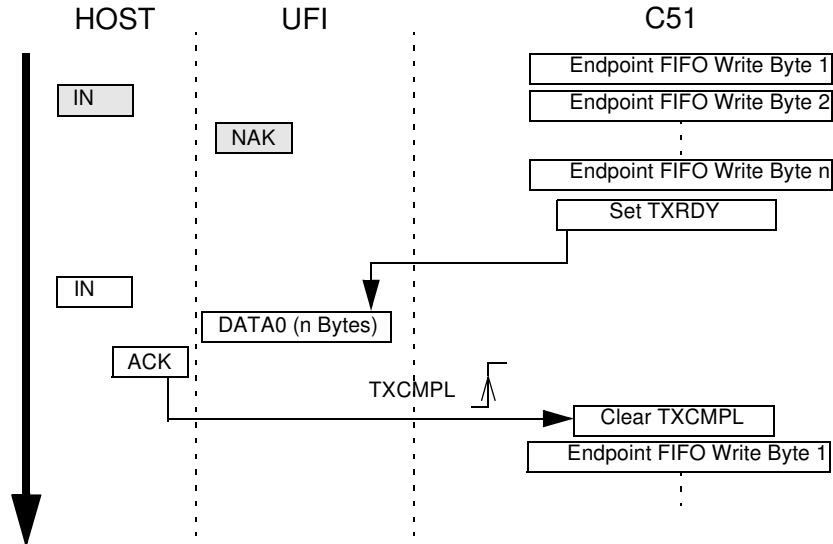 HOST UFI C51
Endpoint FIFO Write Byte 1
IN
Endpoint FIFO Write Byte 2
NAK
Endpoint FIFO Write Byte n
Set TXRDY
IN
DATA0 (n Bytes)
ACK
TXCMPL
Clear TXCMPL
Endpoint FIFO Write Byte 1